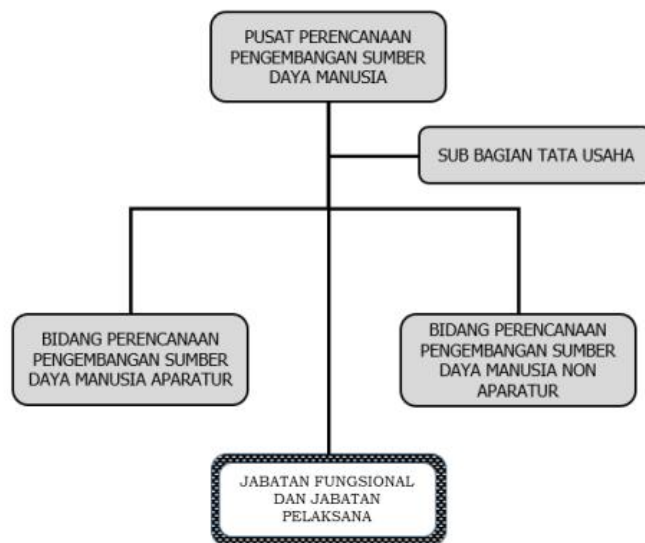 PUSAT PERENCANAAN
PENGEMBANGAN SUMBER
DAYA MANUSIA
SUB BAGIAN TATA USAHA
BIDANG PERENCANAAN
PENGEMBANGAN SUMBER
DAYA MANUSIA APARATUR
BIDANG PERENCANAAN
PENGEMBANGAN SUMBER
DAYA MANUSIA NON
APARATUR
JABATAN FUNGSIONAL
DAN JABATAN
PELAKSANA